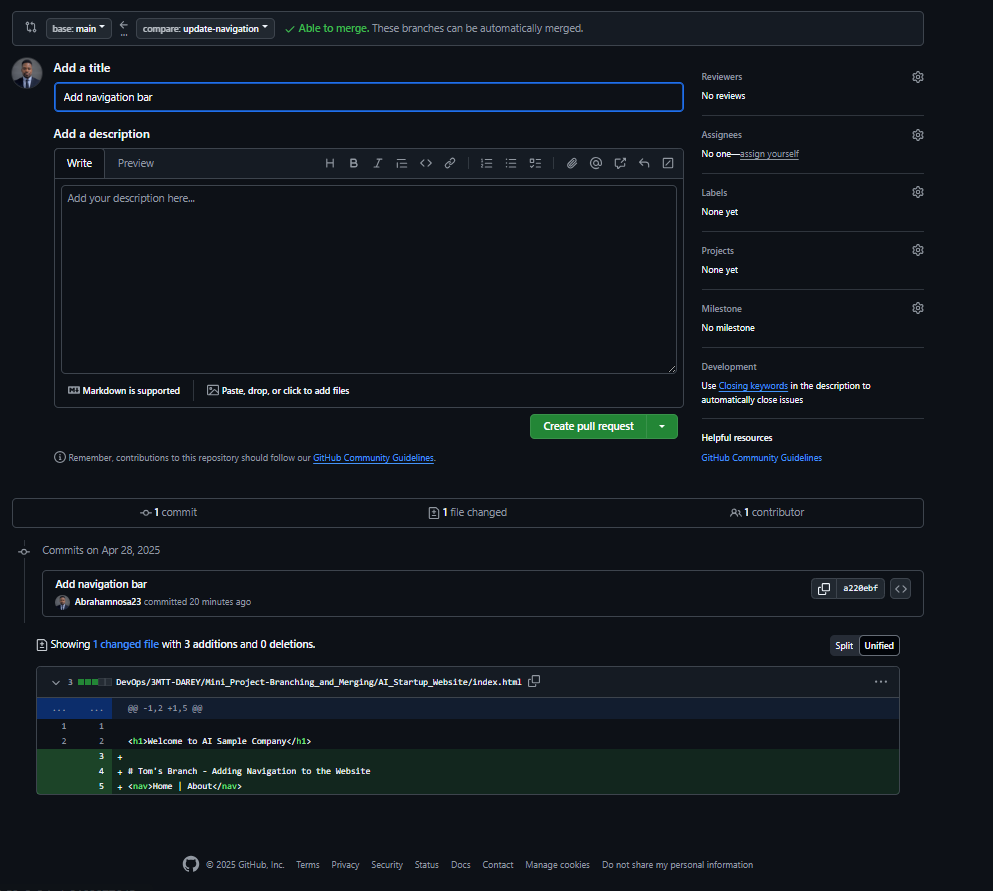 base: main ← compare: update-navigation ✓ Able to merge. These branches can be automatically merged.
...
Add a title
Add navigation bar
Add a description
Write Preview
Add your description here...
Markdown is supported Paste, drop, or click to add files
Create pull request
Remember, contributions to this repository should follow our GitHub Community Guidelines.
Reviewers
No reviews
Assignees
No one—assign yourself
Labels
None yet
Projects
None yet
Milestone
No milestone
Development
Use Closing keywords in the description to
automatically close issues
Helpful resources
GitHub Community Guidelines
1 commit 1 file changed 1 contributor
Commits on Apr 28, 2025
Add navigation bar
Abrahamnosa23 committed 20 minutes ago a220ebf
Showing 1 changed file with 3 additions and 0 deletions. Split Unified
3 DevOps/3MTT-DAREY/Mini_Project-Branching_and_Merging/AI_Startup_Website/index.html ...
... ... @@ -1,2 +1,5 @@
1 1
2 2 <h1>Welcome to AI Sample Company</h1>
3 +
4 + # Tom's Branch - Adding Navigation to the Website
5 + <nav>Home | About</nav>
© 2025 GitHub, Inc. Terms Privacy Security Status Docs Contact Manage cookies Do not share my personal information